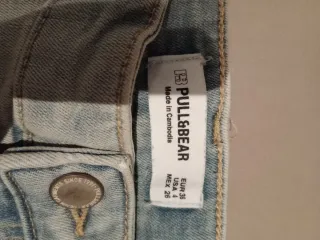 PULL&BEAR
Made in Cambodia
EUR 36
USA 4
MEX 26